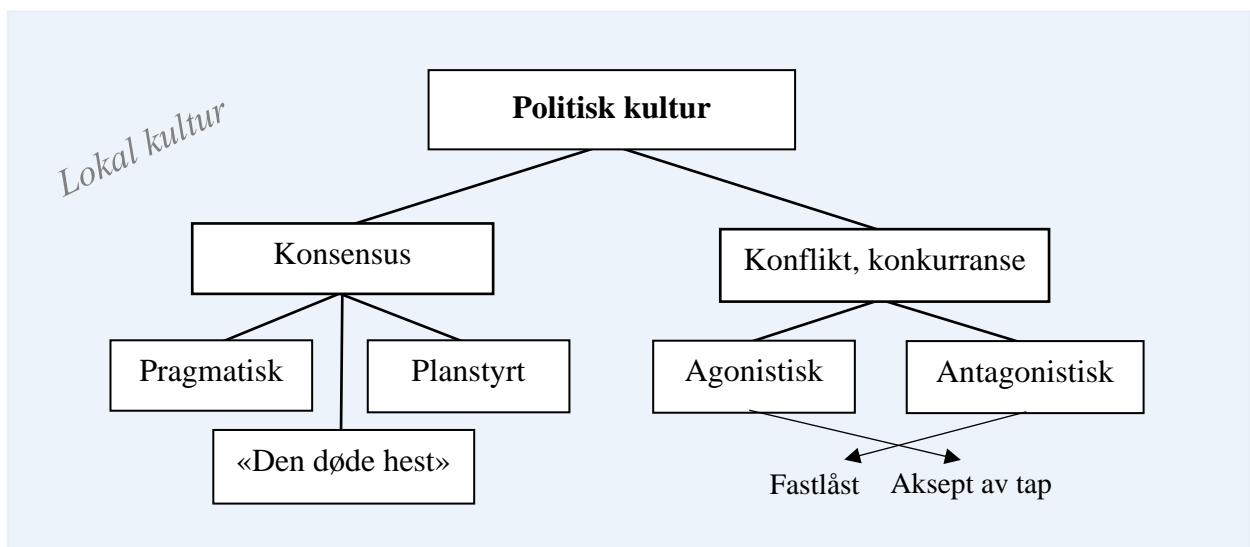 Politisk kultur
Lokal kultur
Konsensus
Konflikt, konkurranse
Pragmatisk
Planstyrt
Agonistisk
Antagonistisk
«Den døde hest»
Fastlåst
Aksept av tap